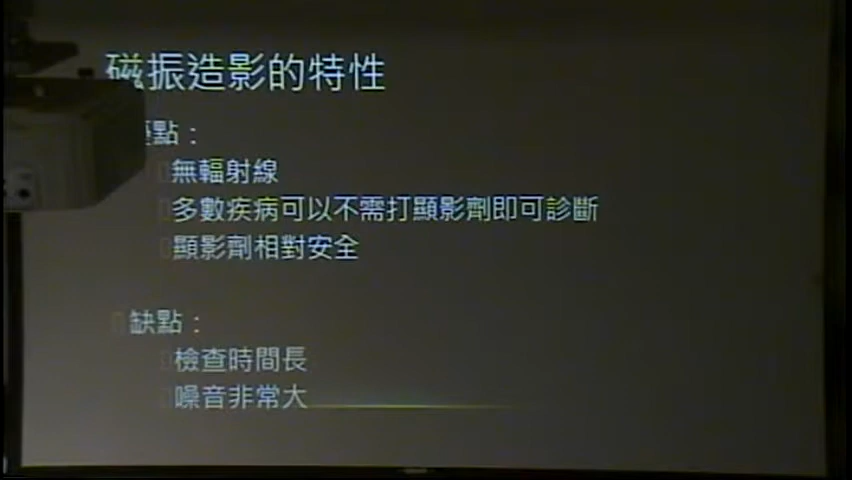 磁振造影的特性
優點：
無輻射線
多數疾病可以不需打顯影劑即可診斷
顯影劑相對安全
缺點：
檢查時間長
噪音非常大